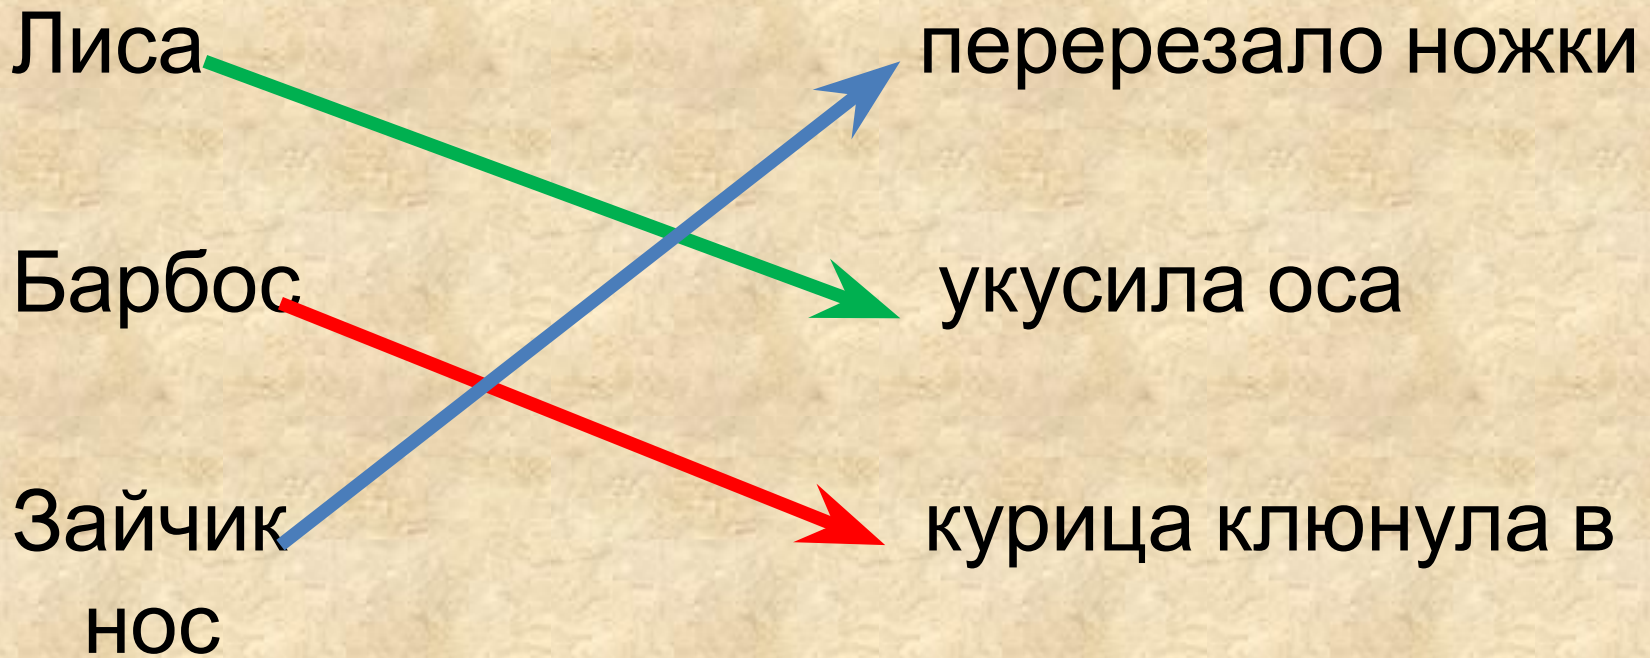 Лиса перерезало ножки
Барбос укусила оса
Зайчик курица клюнула в
нос